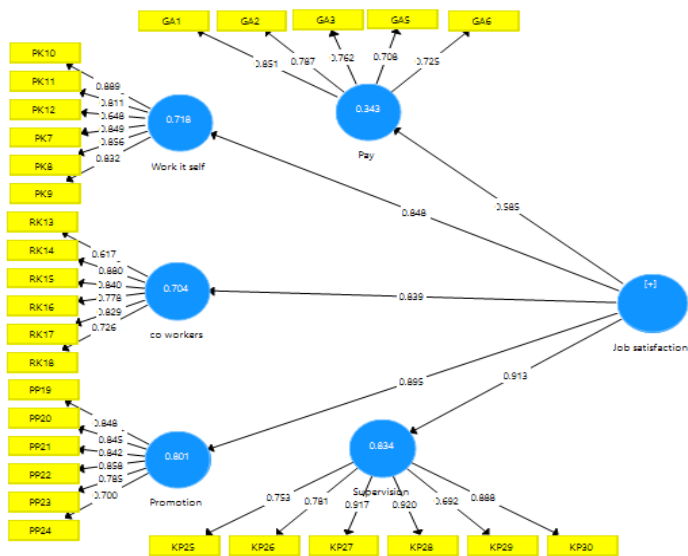 GA1
GA2
GA3
GA5
GA6
0.851
0.787
0.762
0.708
0.725
0.343
Pay
PK10
PK11
PK12
PK7
PK8
PK9
0.889
0.811
0.648
0.849
0.856
0.832
0.718
Work it self
0.585
0.848
RK13
RK14
RK15
RK16
RK17
RK18
0.617
0.880
0.840
0.778
0.829
0.726
0.704
co workers
0.839
[+]
Job satisfaction
0.895
0.913
PP19
PP20
PP21
PP22
PP23
PP24
0.848
0.845
0.842
0.858
0.785
0.700
0.801
Promotion
0.834
Supervision
0.753
0.781
0.917
0.920
0.692
0.888
KP25
KP26
KP27
KP28
KP29
KP30